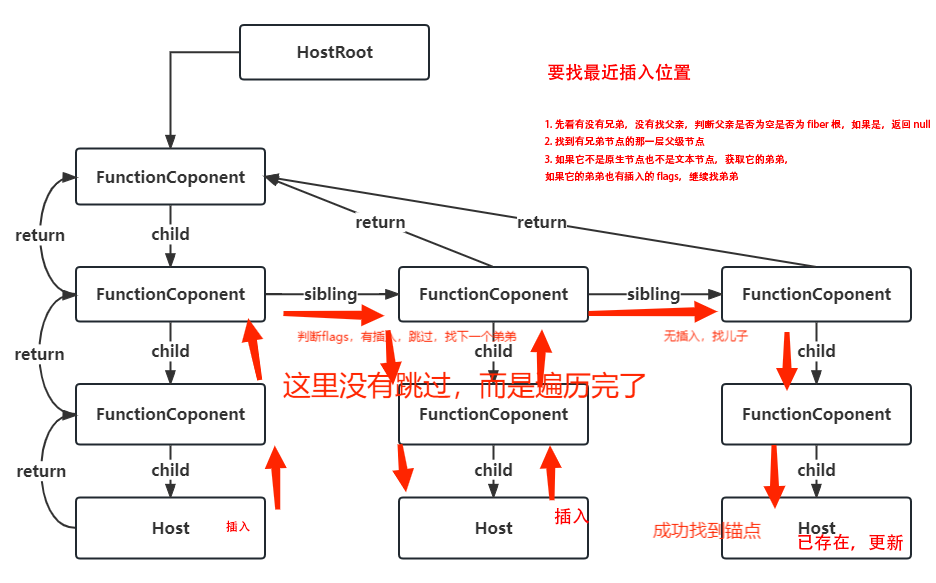 HostRoot
要找最近插入位置
1. 先看有没有兄弟，没有找父亲，判断父亲是否为空是否为 fiber 根，如果是，返回 null
2. 找到有兄弟节点的那一层父级节点
3. 如果它不是原生节点也不是文本节点，获取它的弟弟，
如果它的弟弟也有插入的 flags，继续找弟弟
FunctionCoponent
return
child
return
return
FunctionCoponent
sibling
FunctionCoponent
sibling
FunctionCoponent
判断flags，有插入，跳过，找下一个弟弟
无插入，找儿子
return
child
child
child
这里没有跳过，而是遍历完了
FunctionCoponent
FunctionCoponent
FunctionCoponent
return
child
child
child
Host
插入
Host
插入
成功找到锚点
Host
已存在，更新